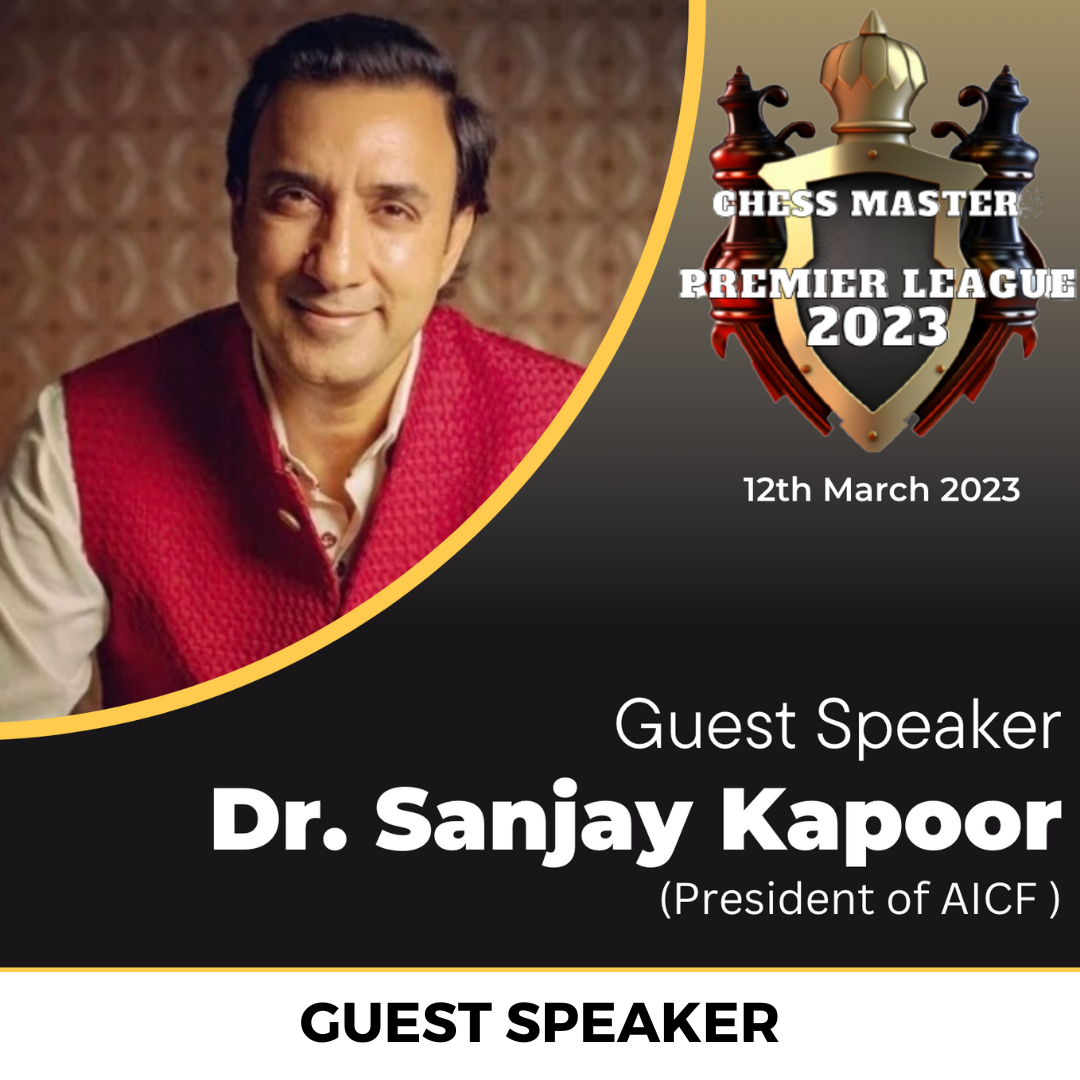 CHESS MASTER
PREMIER LEAGUE
2023
12th March 2023
Guest Speaker
Dr. Sanjay Kapoor
(President of AICF )
GUEST SPEAKER